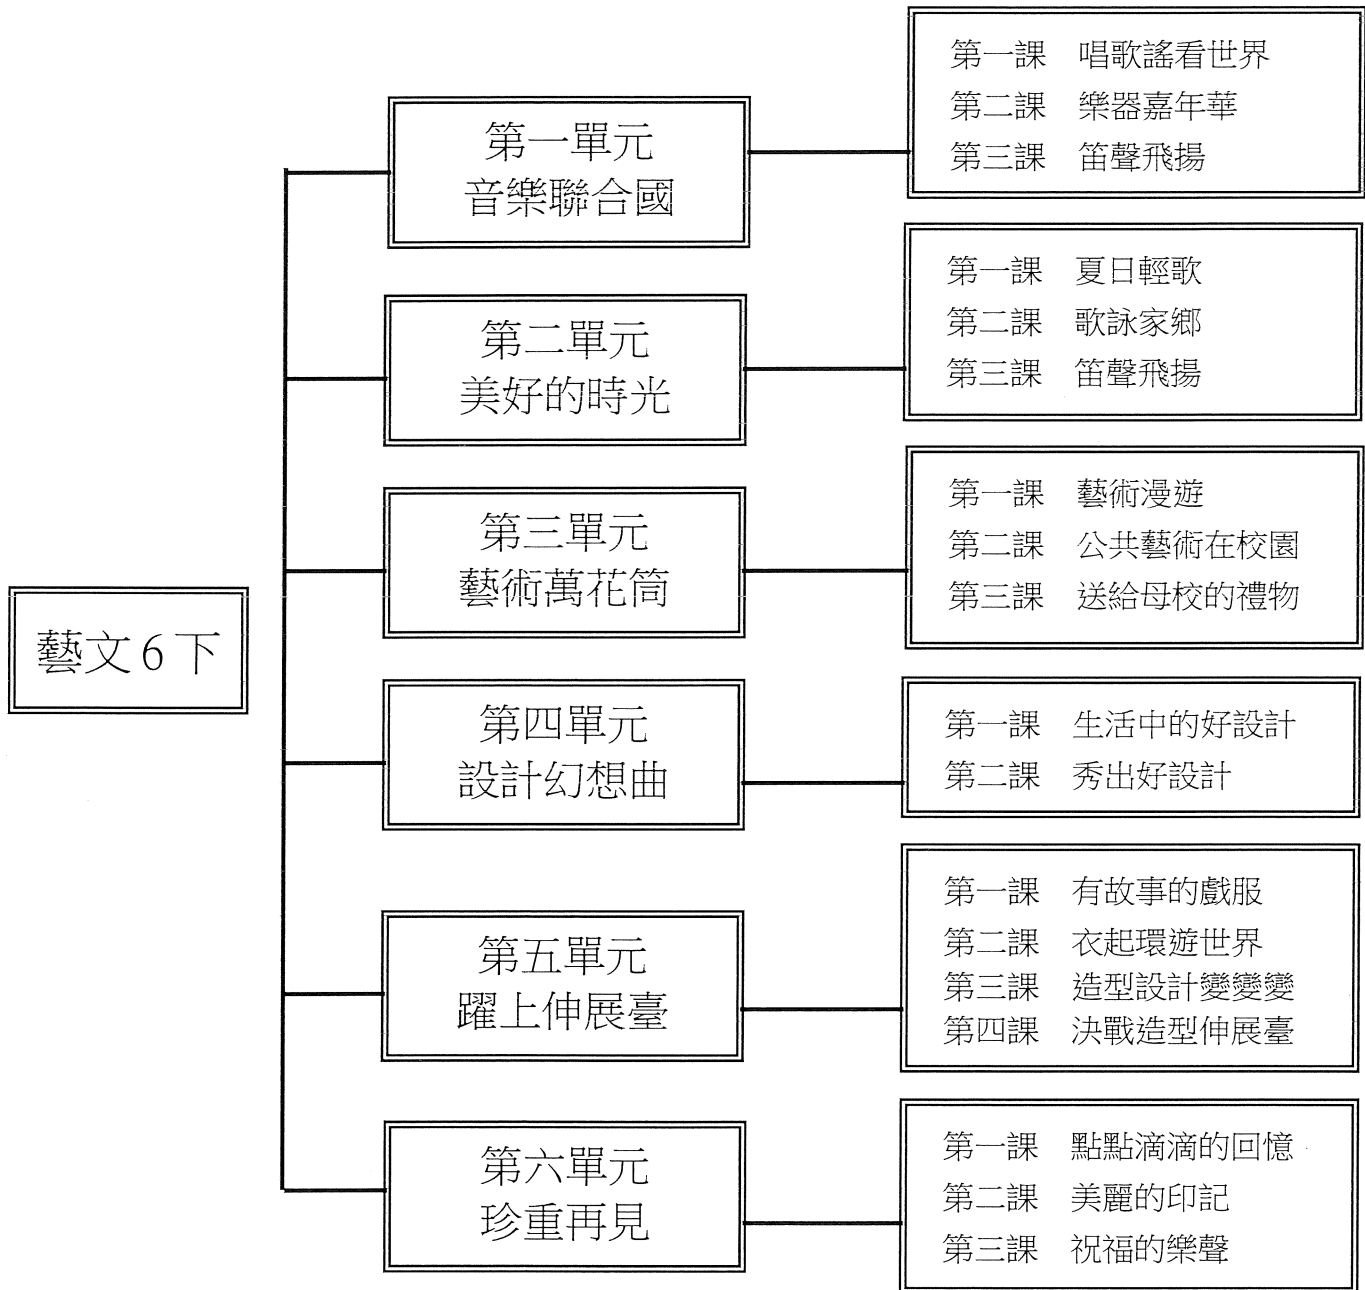 藝文6下
第一單元
音樂聯合國
第一課　唱歌謠看世界
第二課　樂器嘉年華
第三課　笛聲飛揚
第二單元
美好的時光
第一課　夏日輕歌
第二課　歌詠家鄉
第三課　笛聲飛揚
第三單元
藝術萬花筒
第一課　藝術漫遊
第二課　公共藝術在校園
第三課　送給母校的禮物
第四單元
設計幻想曲
第一課　生活中的好設計
第二課　秀出好設計
第五單元
躍上伸展臺
第一課　有故事的戲服
第二課　衣起環遊世界
第三課　造型設計變變變
第四課　決戰造型伸展臺
第六單元
珍重再見
第一課　點點滴滴的回憶
第二課　美麗的印記
第三課　祝福的樂聲